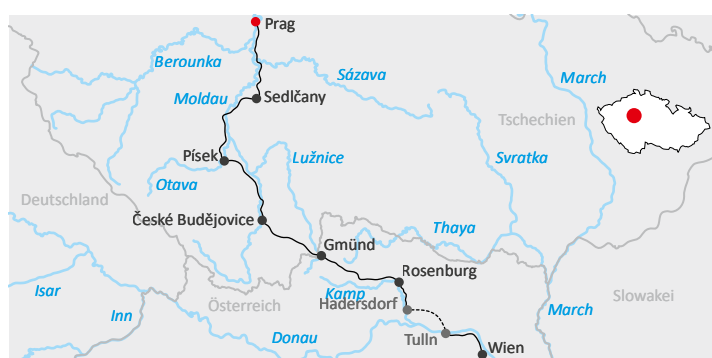 Prag
Berounka
Sázava
March
Moldau
Sedlčany
Tschechien
Písek
Lužnice
Svratka
Otava
Deutschland
České Budějovice
Thaya
Gmünd
Rosenburg
Isar
Kamp
Slowakei
Österreich
Hadersdorf
March
Inn
Donau
Tulln
Wien